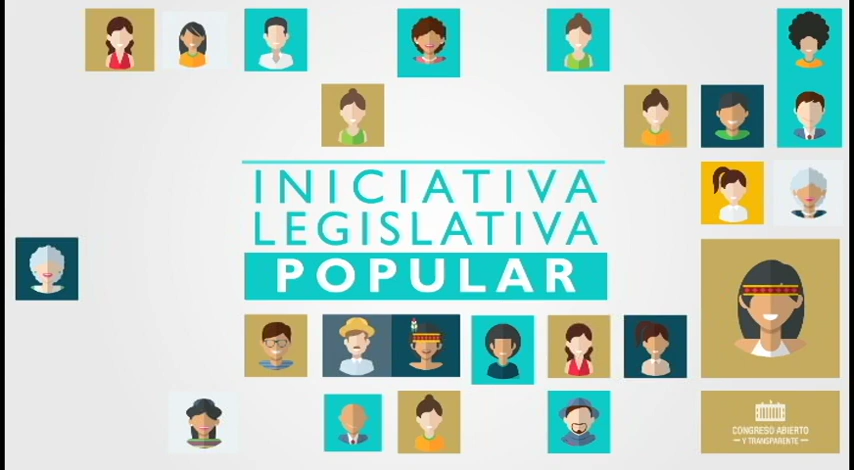 INICIATIVA
LEGISLATIVA
POPULAR
CONGRESO ABIERTO
Y TRANSPARENTE